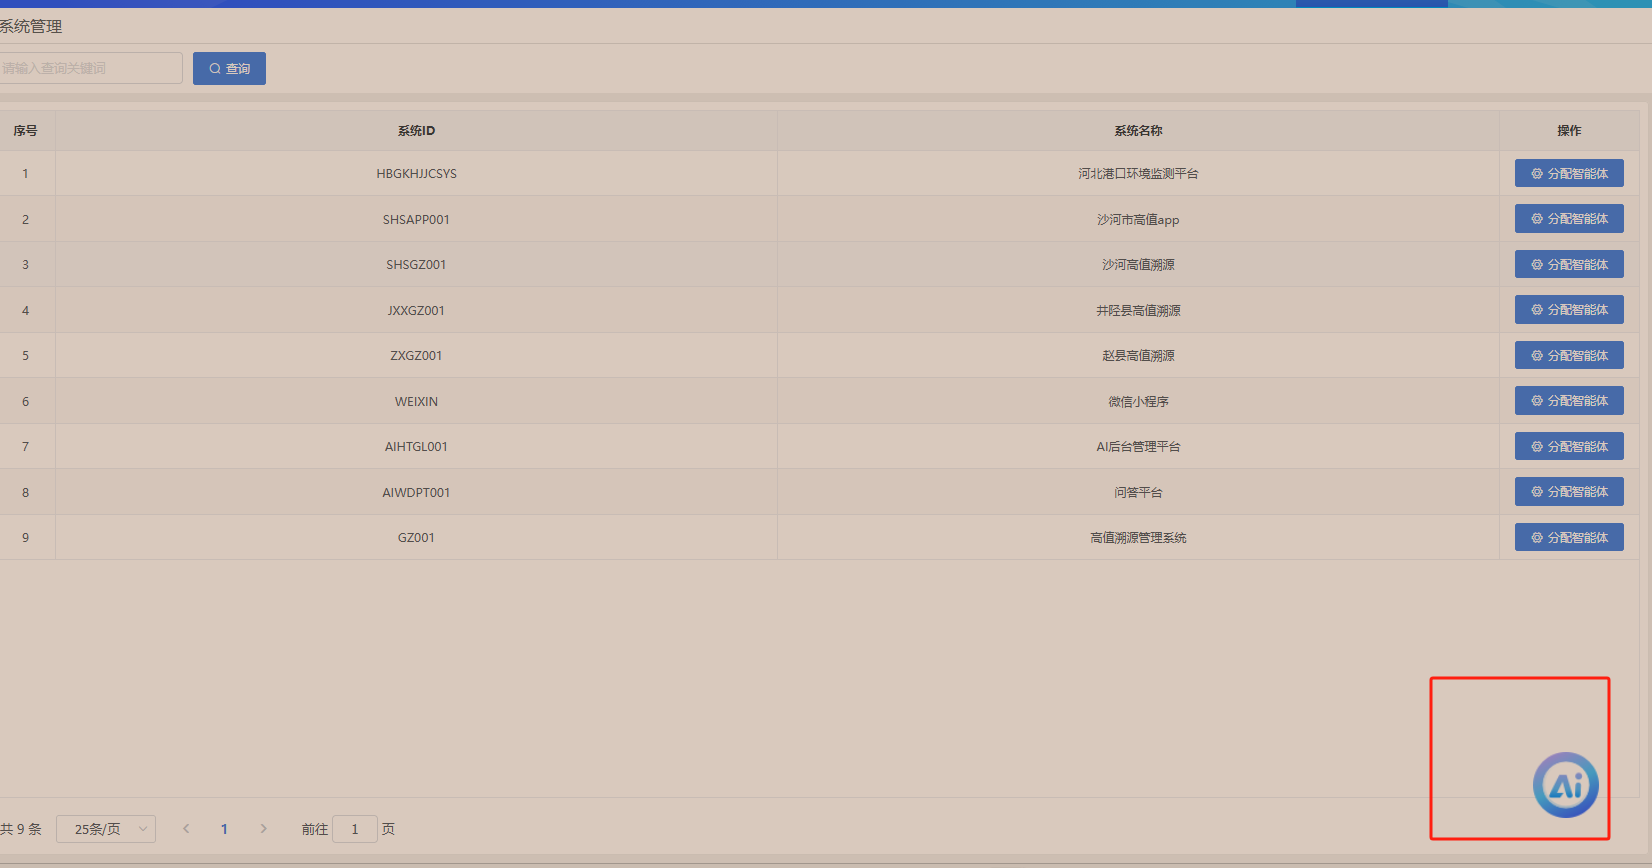 系统管理
请输入查询关键词
查询
序号 系统ID 系统名称 操作
1 HBGKHJJCSYS 河北港口环境监测平台 分配智能体
2 SHSAPP001 沙河市高值app 分配智能体
3 SHSGZ001 沙河高值溯源 分配智能体
4 JXXGZ001 井陉县高值溯源 分配智能体
5 ZXGZ001 赵县高值溯源 分配智能体
6 WEIXIN 微信小程序 分配智能体
7 AIHTGL001 AI后台管理平台 分配智能体
8 AIWDPT001 问答平台 分配智能体
9 GZ001 高值溯源管理系统 分配智能体
Ai
共 9 条 25条/页 1 前往 1 页